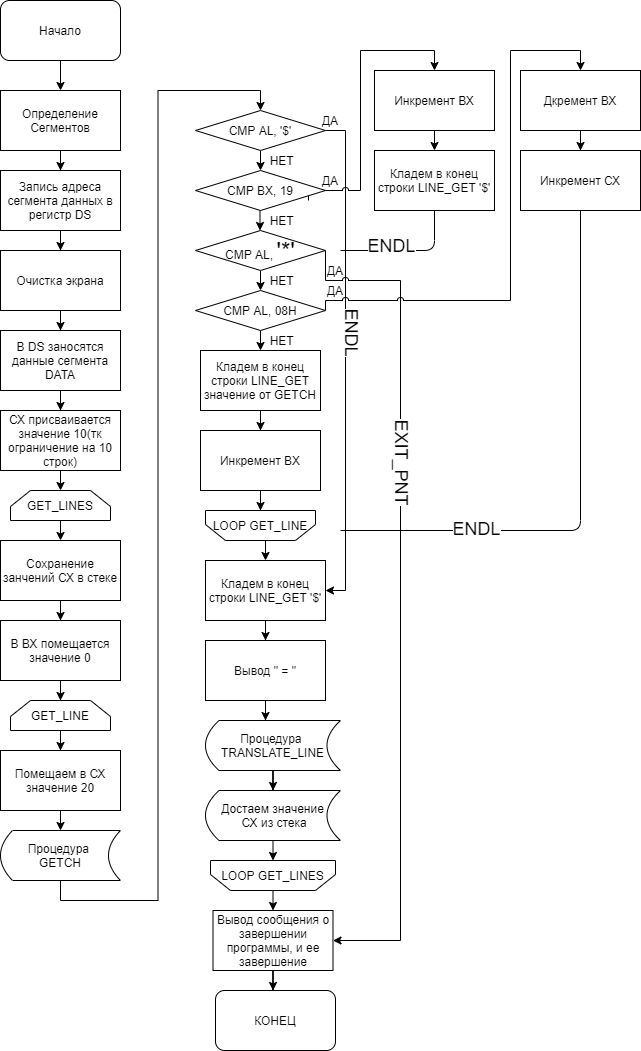 Начало
Определение
Сегментов
Запись адреса
сегмента данных в
регистр DS
Очистка экрана
В DS заносятся
данные сегмента
DATA
CX присваивается
значение 10(тк
ограничение на 10
строк)
GET_LINES
Сохранение
занчений CX в стеке
В BX помещается
значение 0
GET_LINE
Помещаем в CX
значение 20
Процедура
GETCH
CMP AL, '$'
ДА
НЕТ
CMP BX, 19
ДА
НЕТ
CMP AL, '*'
ДА
НЕТ
CMP AL, 08H
ДА
НЕТ
Кладем в конец
строки LINE_GET
значение от GETCH
Инкремент BX
LOOP GET_LINE
Кладем в конец
строки LINE_GET '$'
Вывод " = "
Процедура
TRANSLATE_LINE
Достаем значение
CX из стека
LOOP GET_LINES
Вывод сообщения о
завершении
программы, и ее
завершение
КОНЕЦ
ENDL
EXIT_PNT
Инкремент BX
Кладем в конец
строки LINE_GET '$'
ENDL
Дкремент BX
Инкремент CX
ENDL